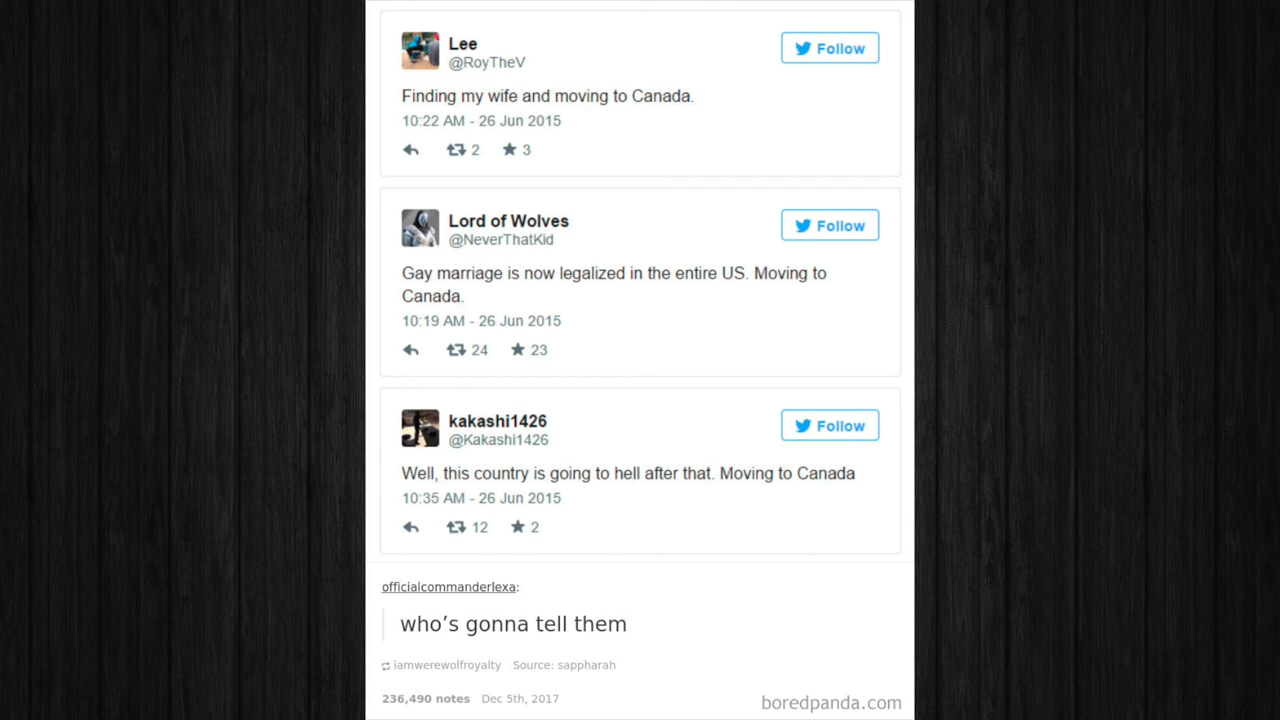 Lee
Follow
@RoyTheV
Finding my wife and moving to Canada.
10:22 AM - 26 Jun 2015
2 3
Lord of Wolves
Follow
@NeverThatKid
Gay marriage is now legalized in the entire US. Moving to
Canada.
10:19 AM - 26 Jun 2015
24 23
kakashi1426
Follow
@Kakashi1426
Well, this country is going to hell after that. Moving to Canada
10:35 AM - 26 Jun 2015
12 2
officialcommanderlexa:
who's gonna tell them
iamwerewolfroyalty Source: sappharah
236,490 notes Dec 5th, 2017
boredpanda.com